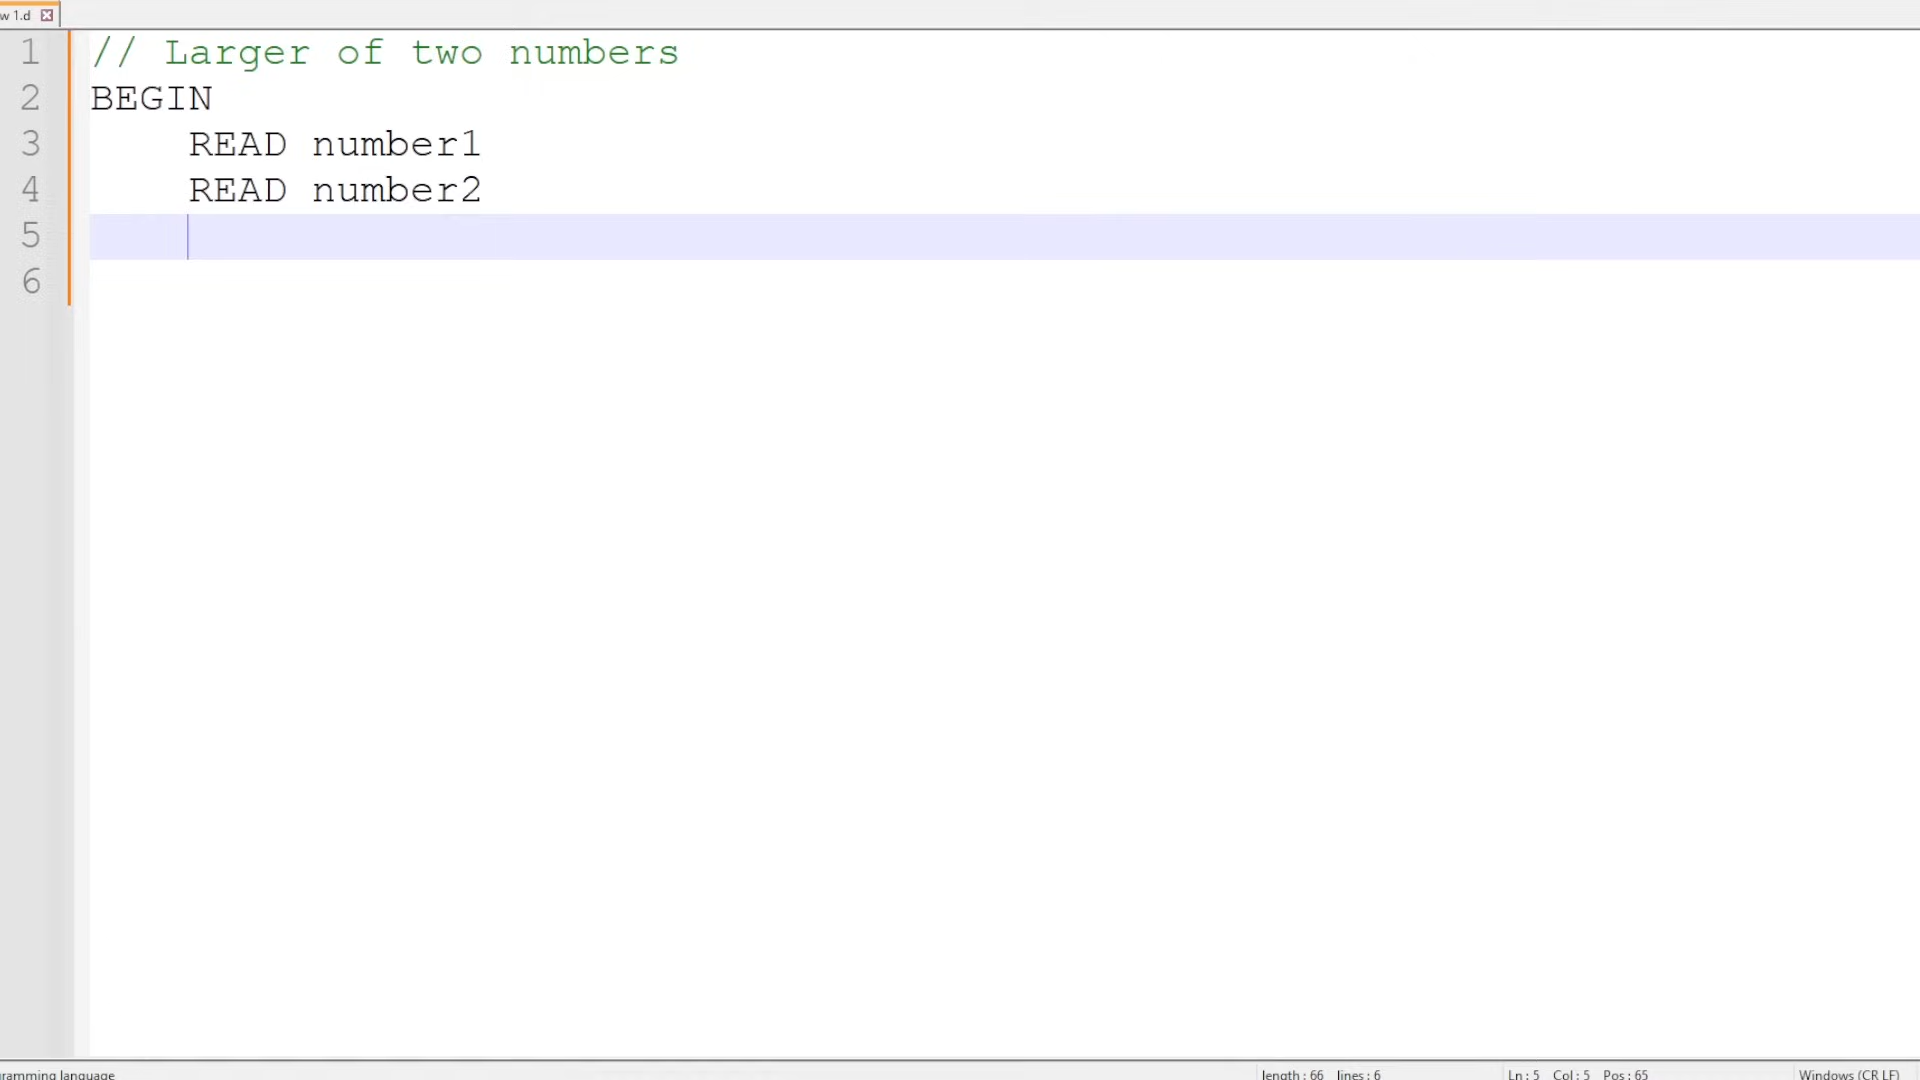 w 1.d
1 // Larger of two numbers
2 BEGIN
3 READ number1
4 READ number2
5
6
ramming language length : 66 lines : 6 Ln : 5 Col : 5 Pos : 65 Windows (CR LF)